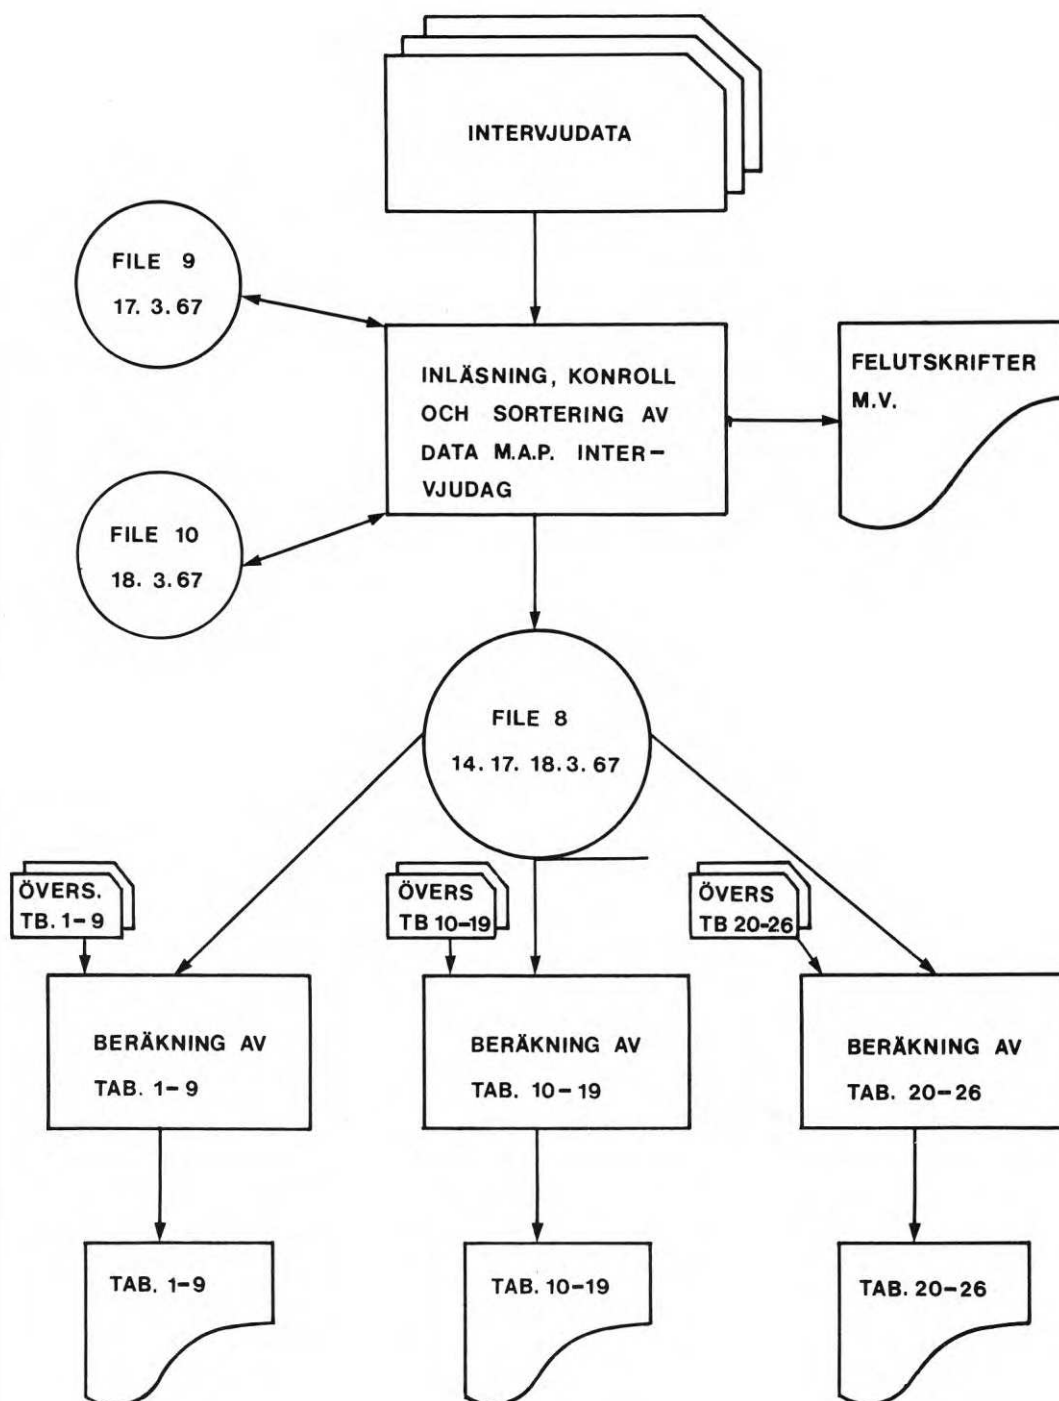 INTERVJUDATA
FILE 9
17. 3. 67
INLÄSNING, KONROLL
OCH SORTERING AV
DATA M.A.P. INTER-
VJUDAG
FELUTSKRIFTER
M.V.
FILE 10
18. 3. 67
FILE 8
14. 17. 18. 3. 67
ÖVERS.
TB. 1-9
ÖVERS
TB 10-19
ÖVERS
TB 20-26
BERÄKNING AV
TAB. 1-9
BERÄKNING AV
TAB. 10-19
BERÄKNING AV
TAB. 20-26
TAB. 1-9
TAB. 10-19
TAB. 20-26